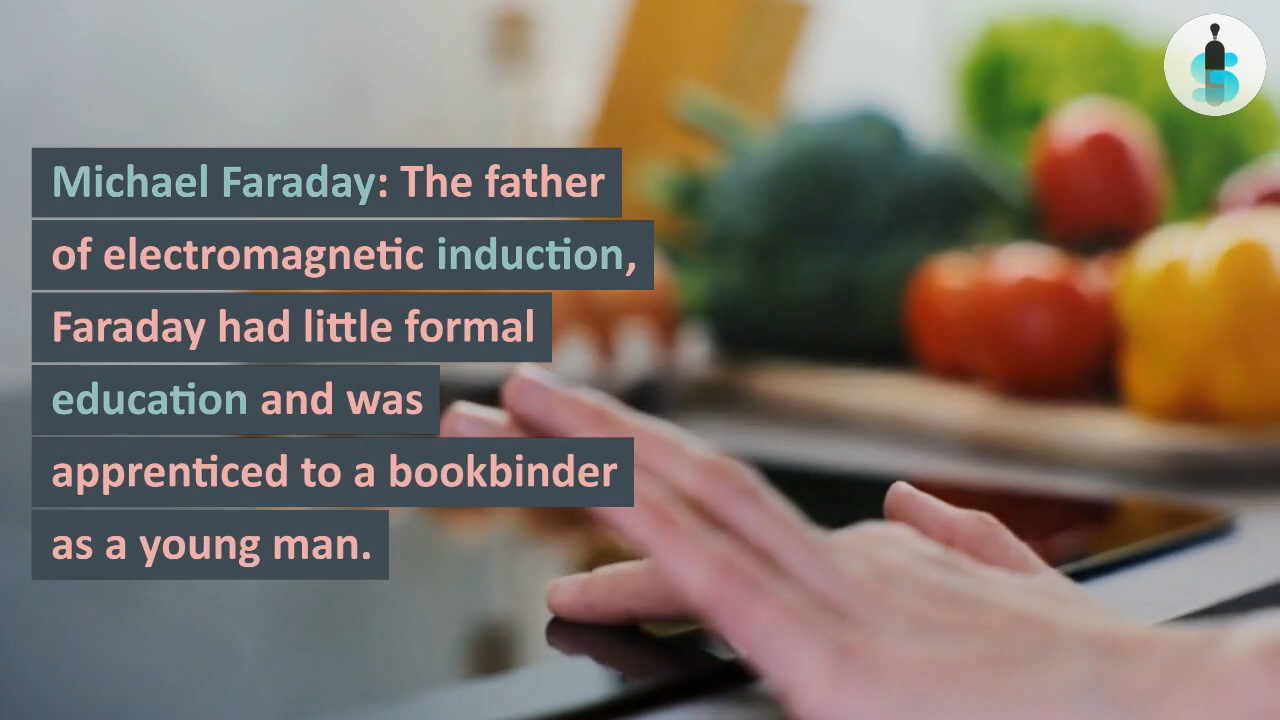 Michael Faraday: The father
of electromagnetic induction,
Faraday had little formal
education and was
apprenticed to a bookbinder
as a young man.